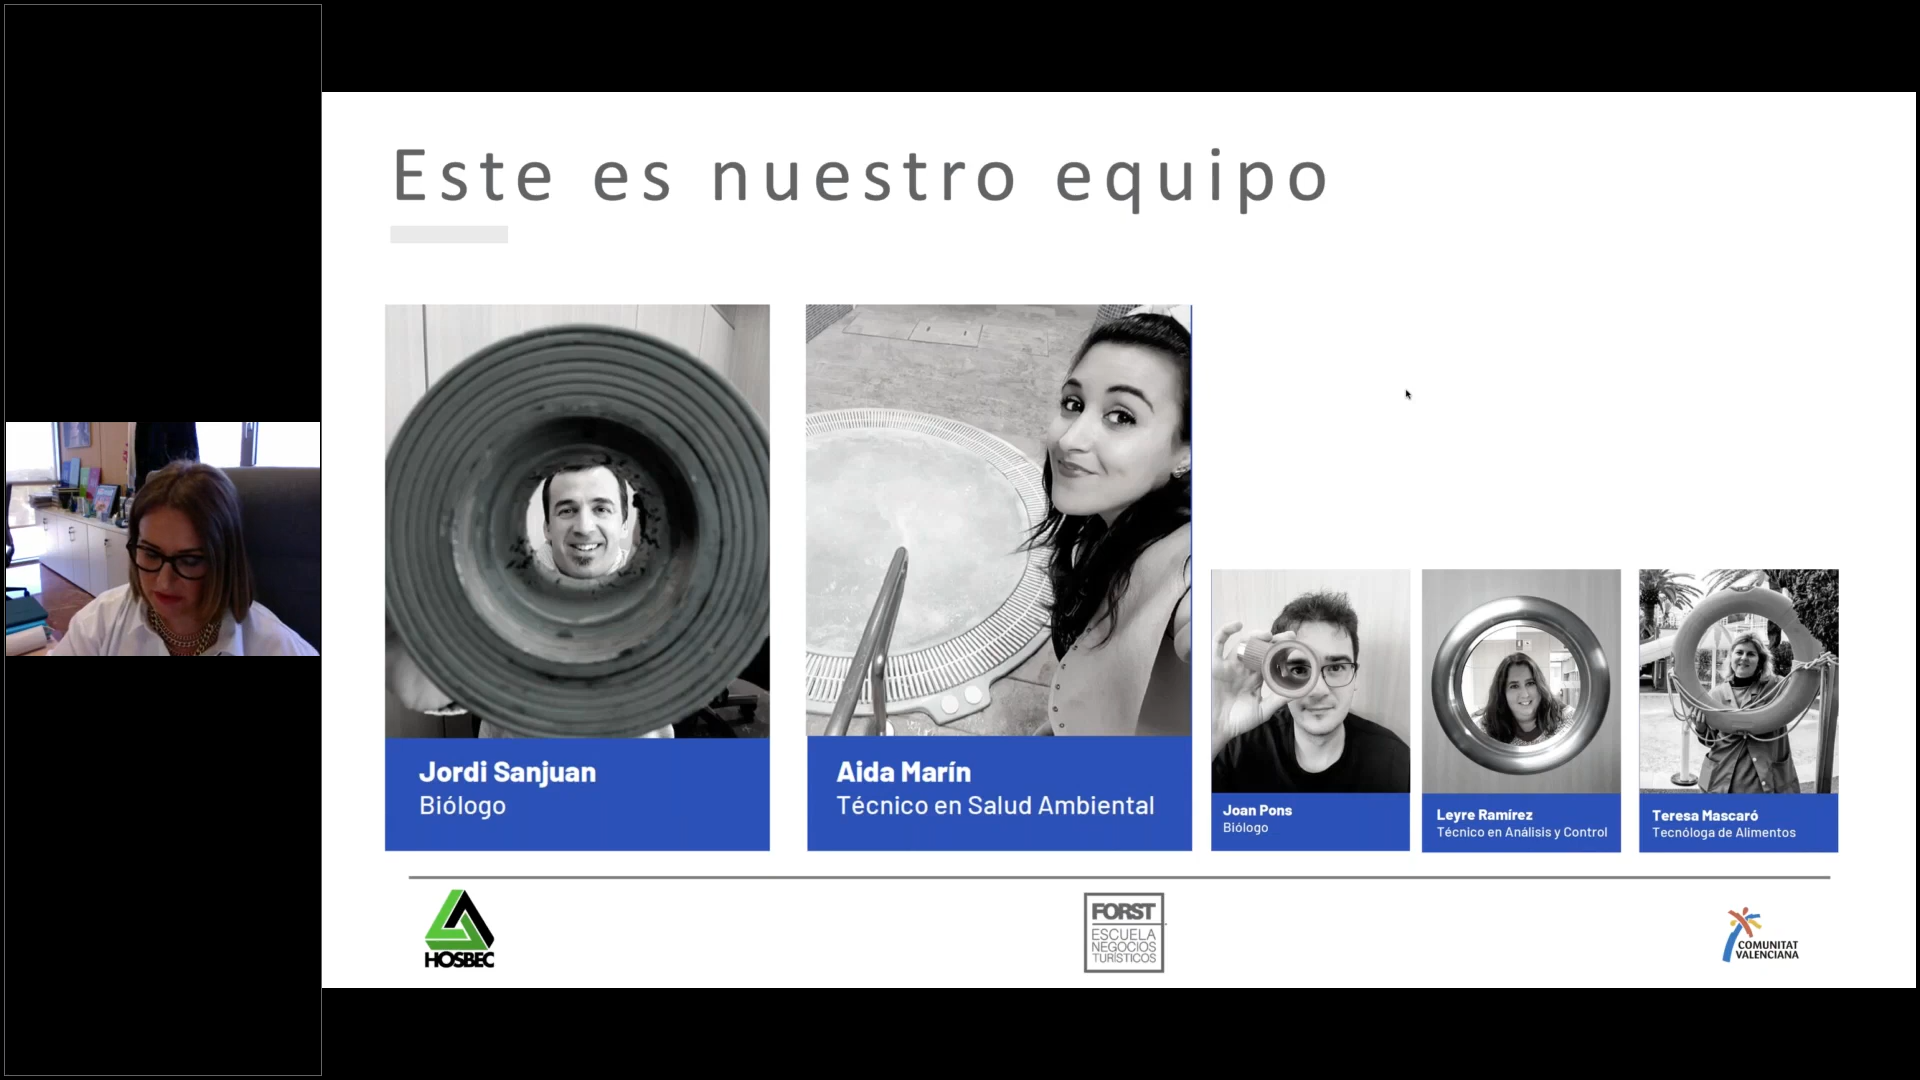 Este es nuestro equipo
Jordi Sanjuan
Biólogo
Aida Marín
Técnico en Salud Ambiental
Joan Pons
Biólogo
Leyre Ramírez
Técnico en Análisis y Control
Teresa Mascaró
Tecnóloga de Alimentos
HOSBEC
FORST
ESCUELA
NEGOCIOS
TURÍSTICOS
COMUNITAT
VALENCIANA